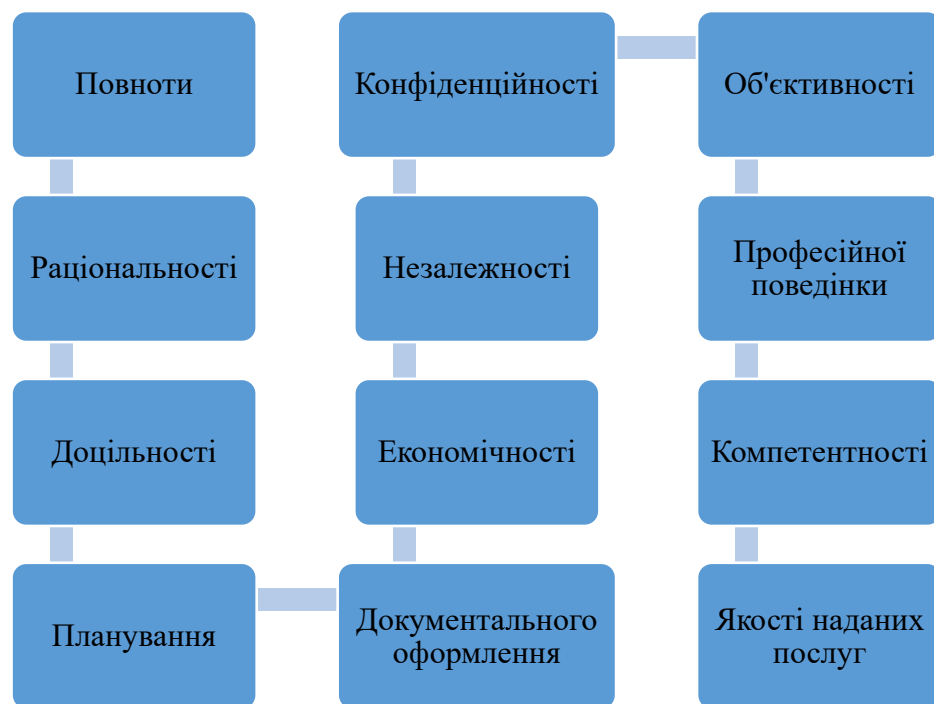 Повноти
Раціональності
Доцільності
Планування
Документального
оформлення
Економічності
Незалежності
Конфіденційності
Об'єктивності
Професійної
поведінки
Компетентності
Якості наданих
послуг